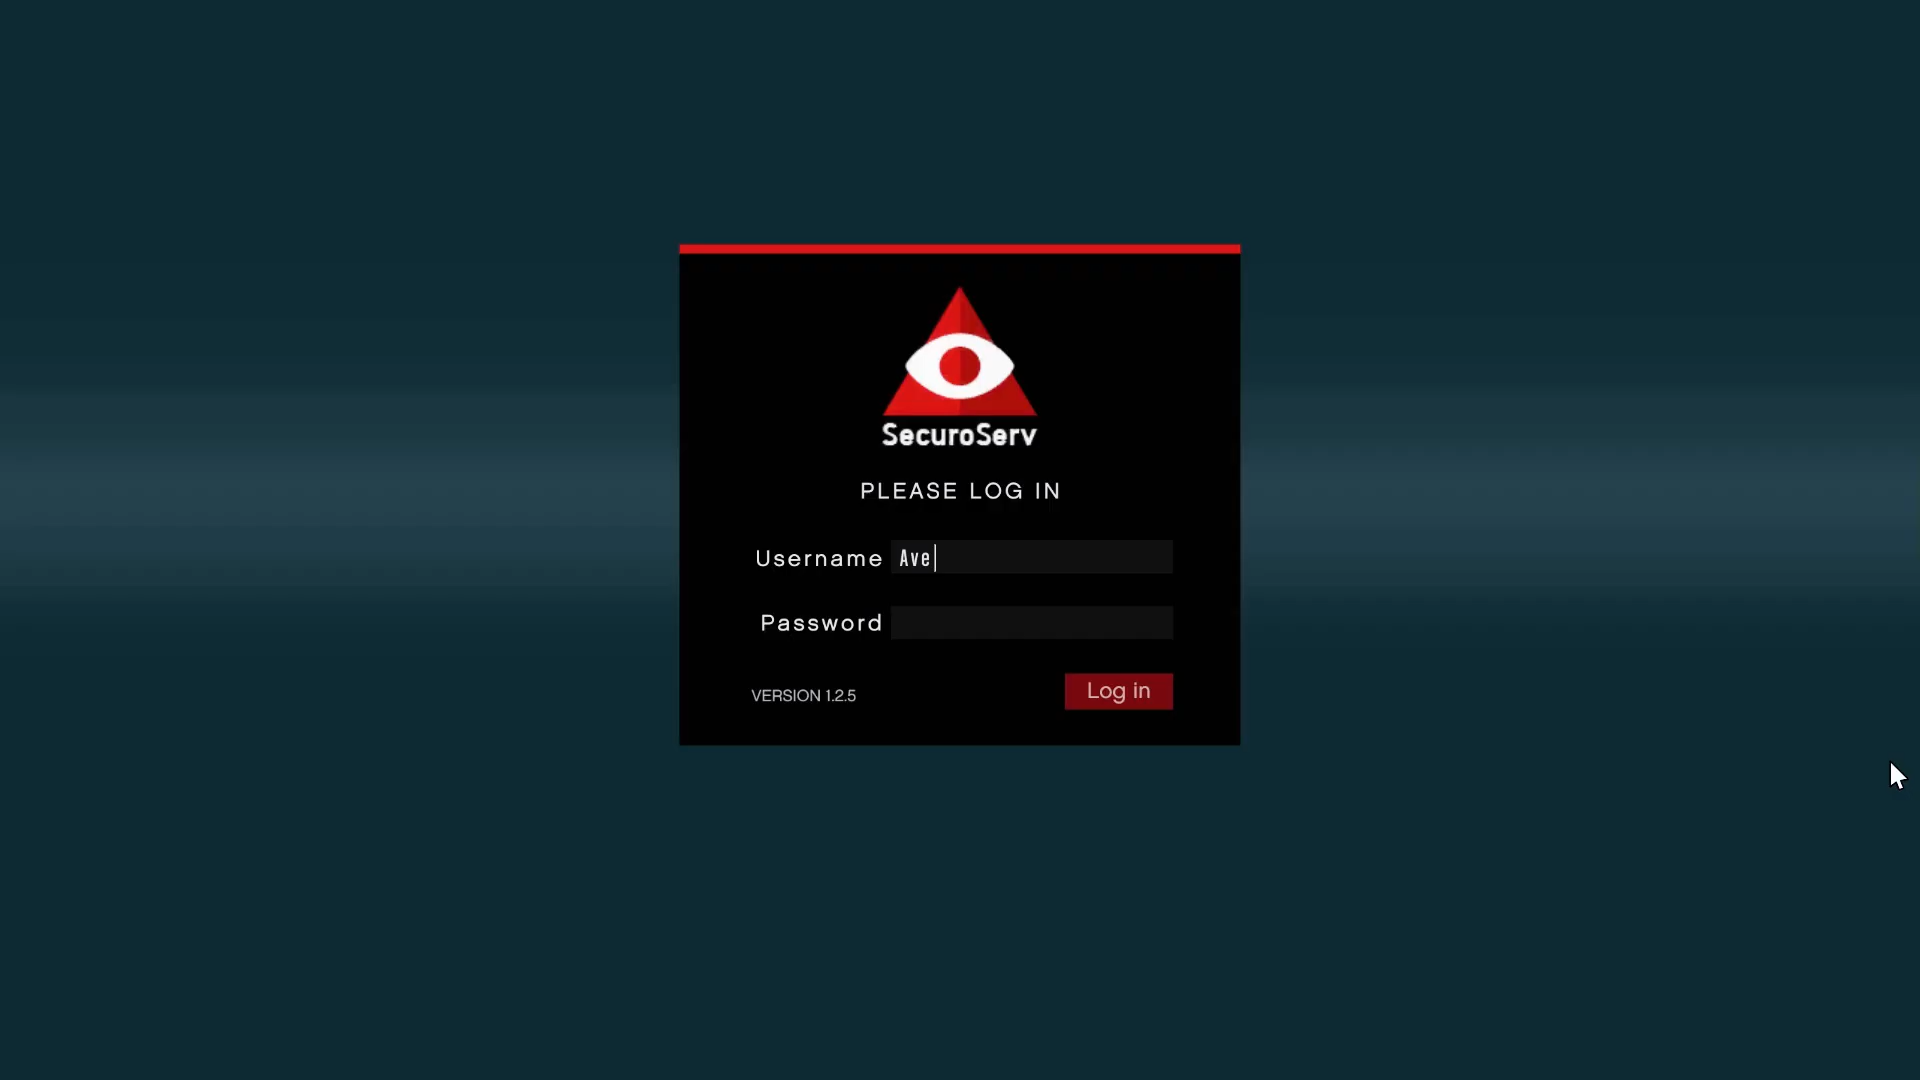 SecuroServ
PLEASE LOG IN
Username Ave
Password
VERSION 1.2.5 Log in